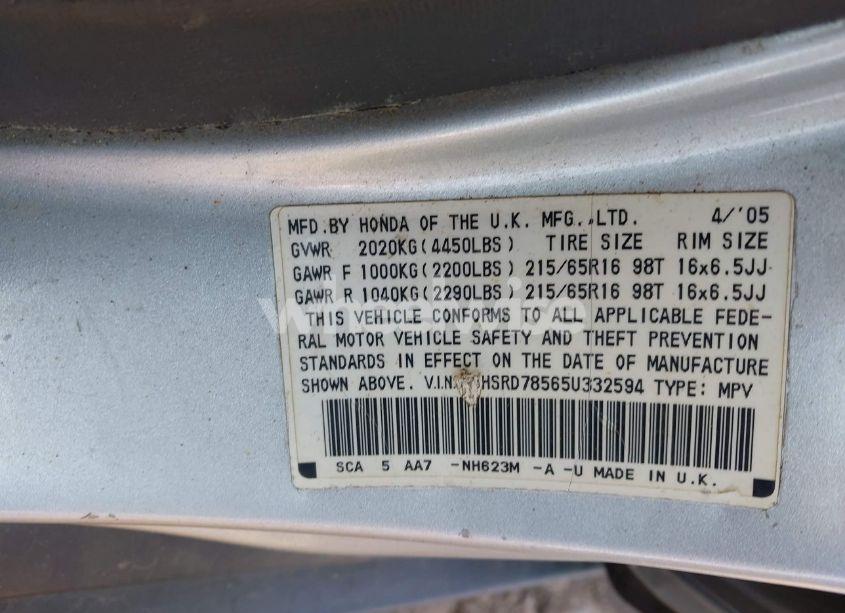 MFD.BY HONDA OF THE U.K. MFG.,LTD. 4/'05
GVWR 2020KG(4450LBS) TIRE SIZE RIM SIZE
GAWR F 1000KG(2200LBS) 215/65R16 98T 16x6.5JJ
GAWR R 1040KG(2290LBS) 215/65R16 98T 16x6.5JJ
THIS VEHICLE CONFORMS TO ALL APPLICABLE FEDE-
RAL MOTOR VEHICLE SAFETY AND THEFT PREVENTION
STANDARDS IN EFFECT ON THE DATE OF MANUFACTURE
SHOWN ABOVE. V.I.N. HSRD78565U332594 TYPE: MPV
SCA 5 AA7 -NH623M -A -U MADE IN U.K.